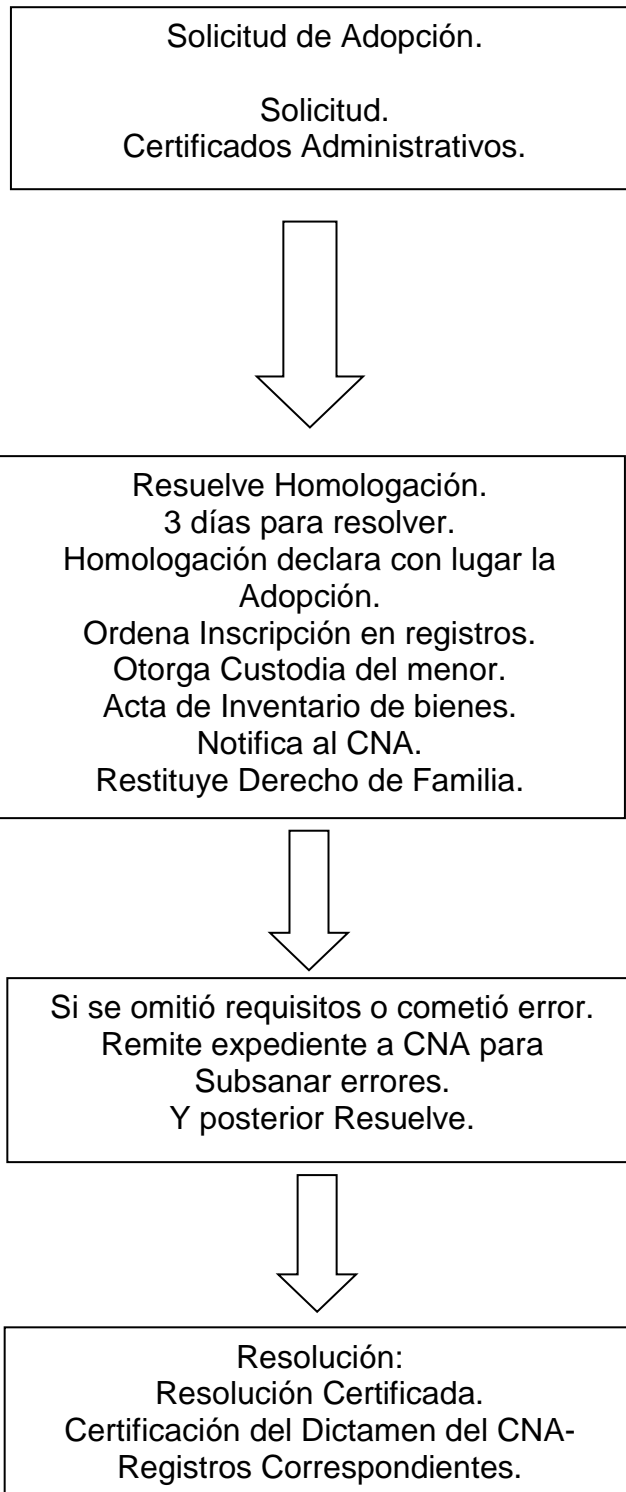 Solicitud de Adopción.
Solicitud.
Certificados Administrativos.
Resuelve Homologación.
3 días para resolver.
Homologación declara con lugar la
Adopción.
Ordena Inscripción en registros.
Otorga Custodia del menor.
Acta de Inventario de bienes.
Notifica al CNA.
Restituye Derecho de Familia.
Si se omitió requisitos o cometió error.
Remite expediente a CNA para
Subsanar errores.
Y posterior Resuelve.
Resolución:
Resolución Certificada.
Certificación del Dictamen del CNA-
Registros Correspondientes.